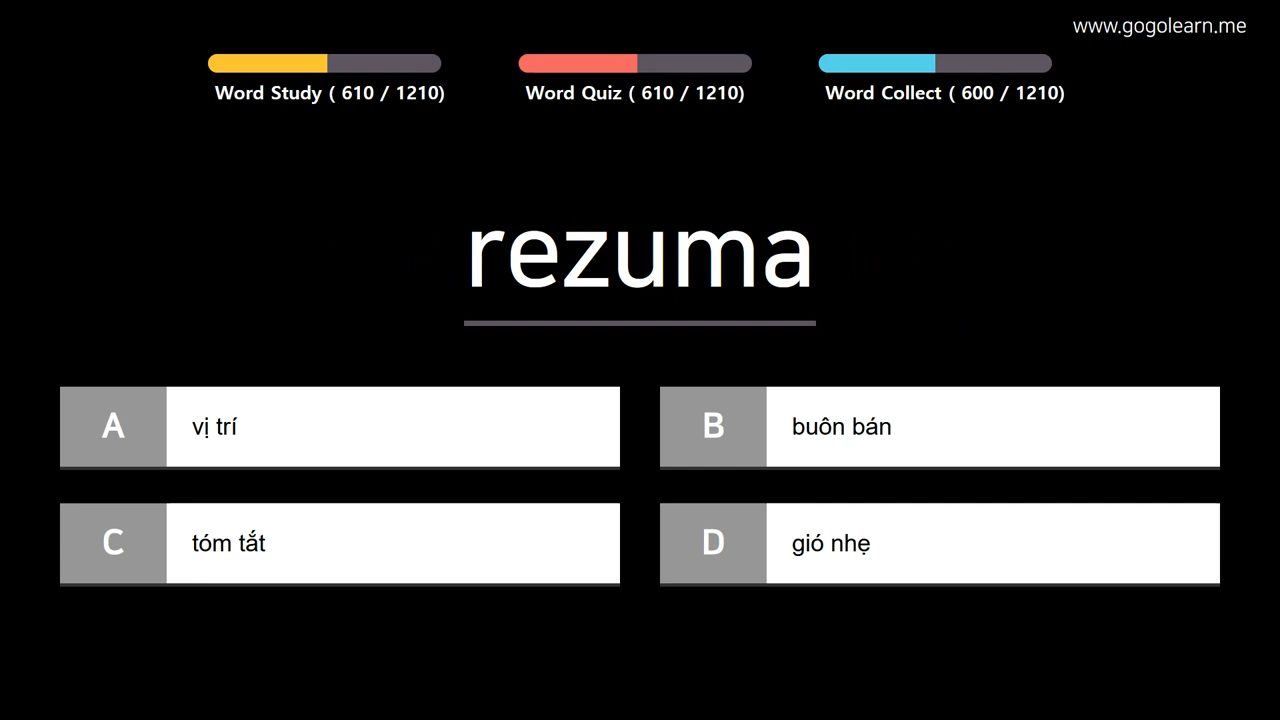 www.gogolearn.me
Word Study ( 610 / 1210)
Word Quiz ( 610 / 1210)
Word Collect ( 600 / 1210)
rezuma
A
vị trí
B
buôn bán
C
tóm tắt
D
gió nhẹ